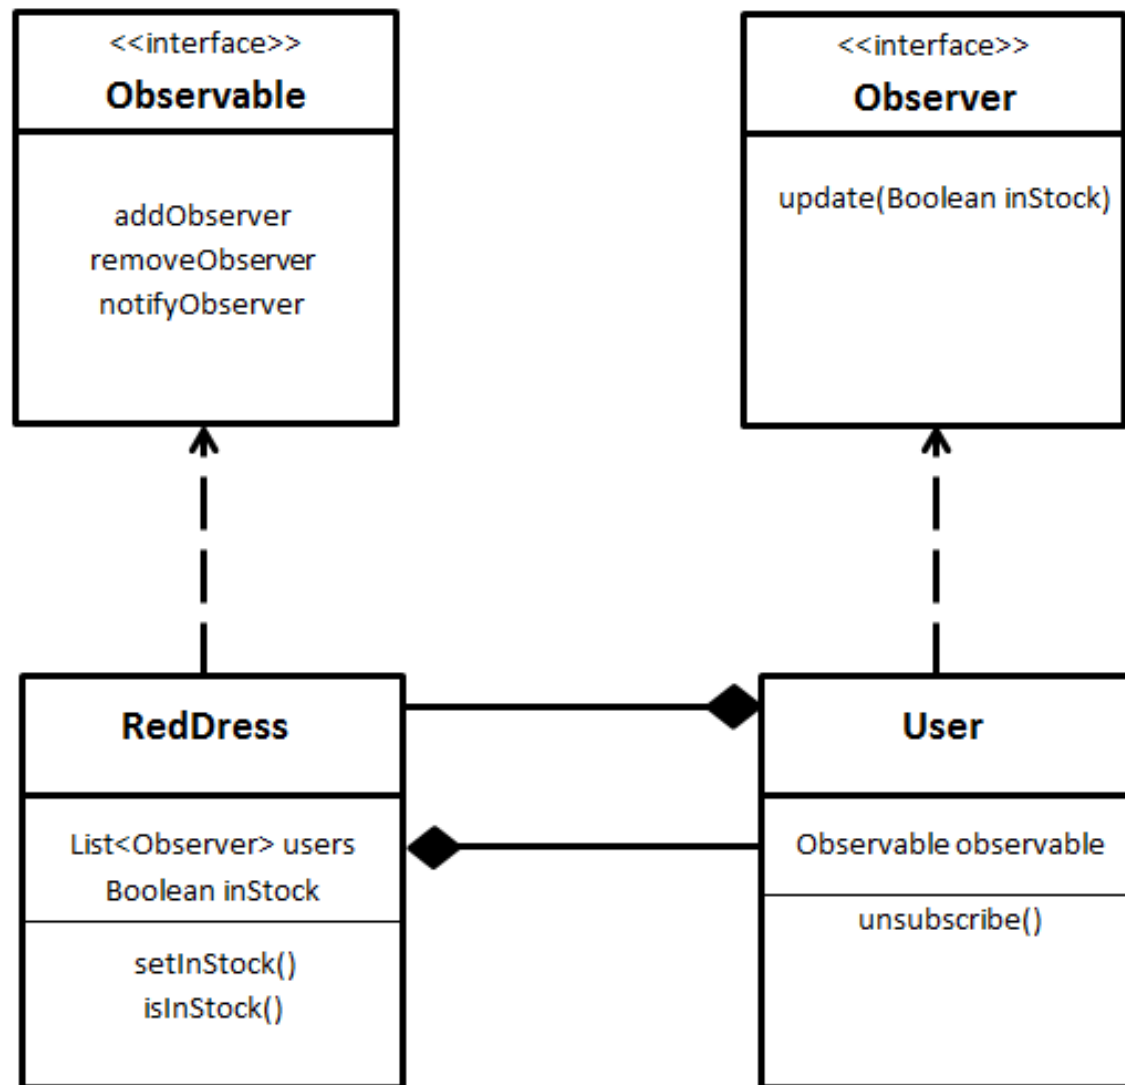 <<interface>>
Observable
addObserver
removeObserver
notifyObserver
<<interface>>
Observer
update(Boolean inStock)
RedDress
List<Observer> users
Boolean inStock
setInStock()
isInStock()
User
Observable observable
unsubscribe()